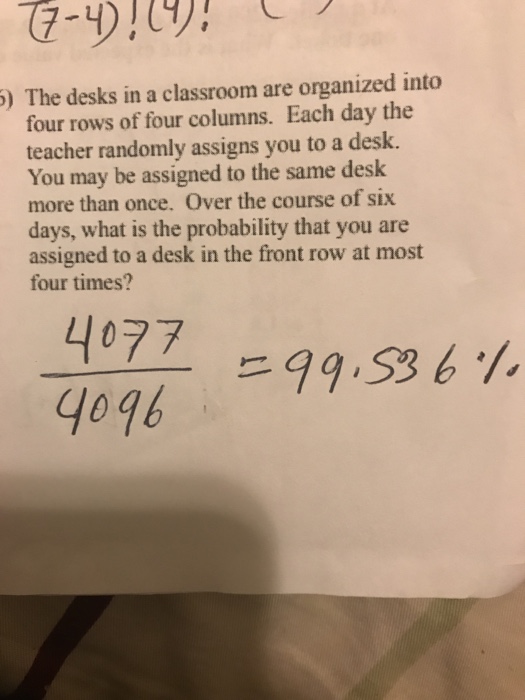 (7-4)!(4)!
6) The desks in a classroom are organized into
four rows of four columns. Each day the
teacher randomly assigns you to a desk.
You may be assigned to the same desk
more than once. Over the course of six
days, what is the probability that you are
assigned to a desk in the front row at most
four times?
4077
4096
= 99.536 %